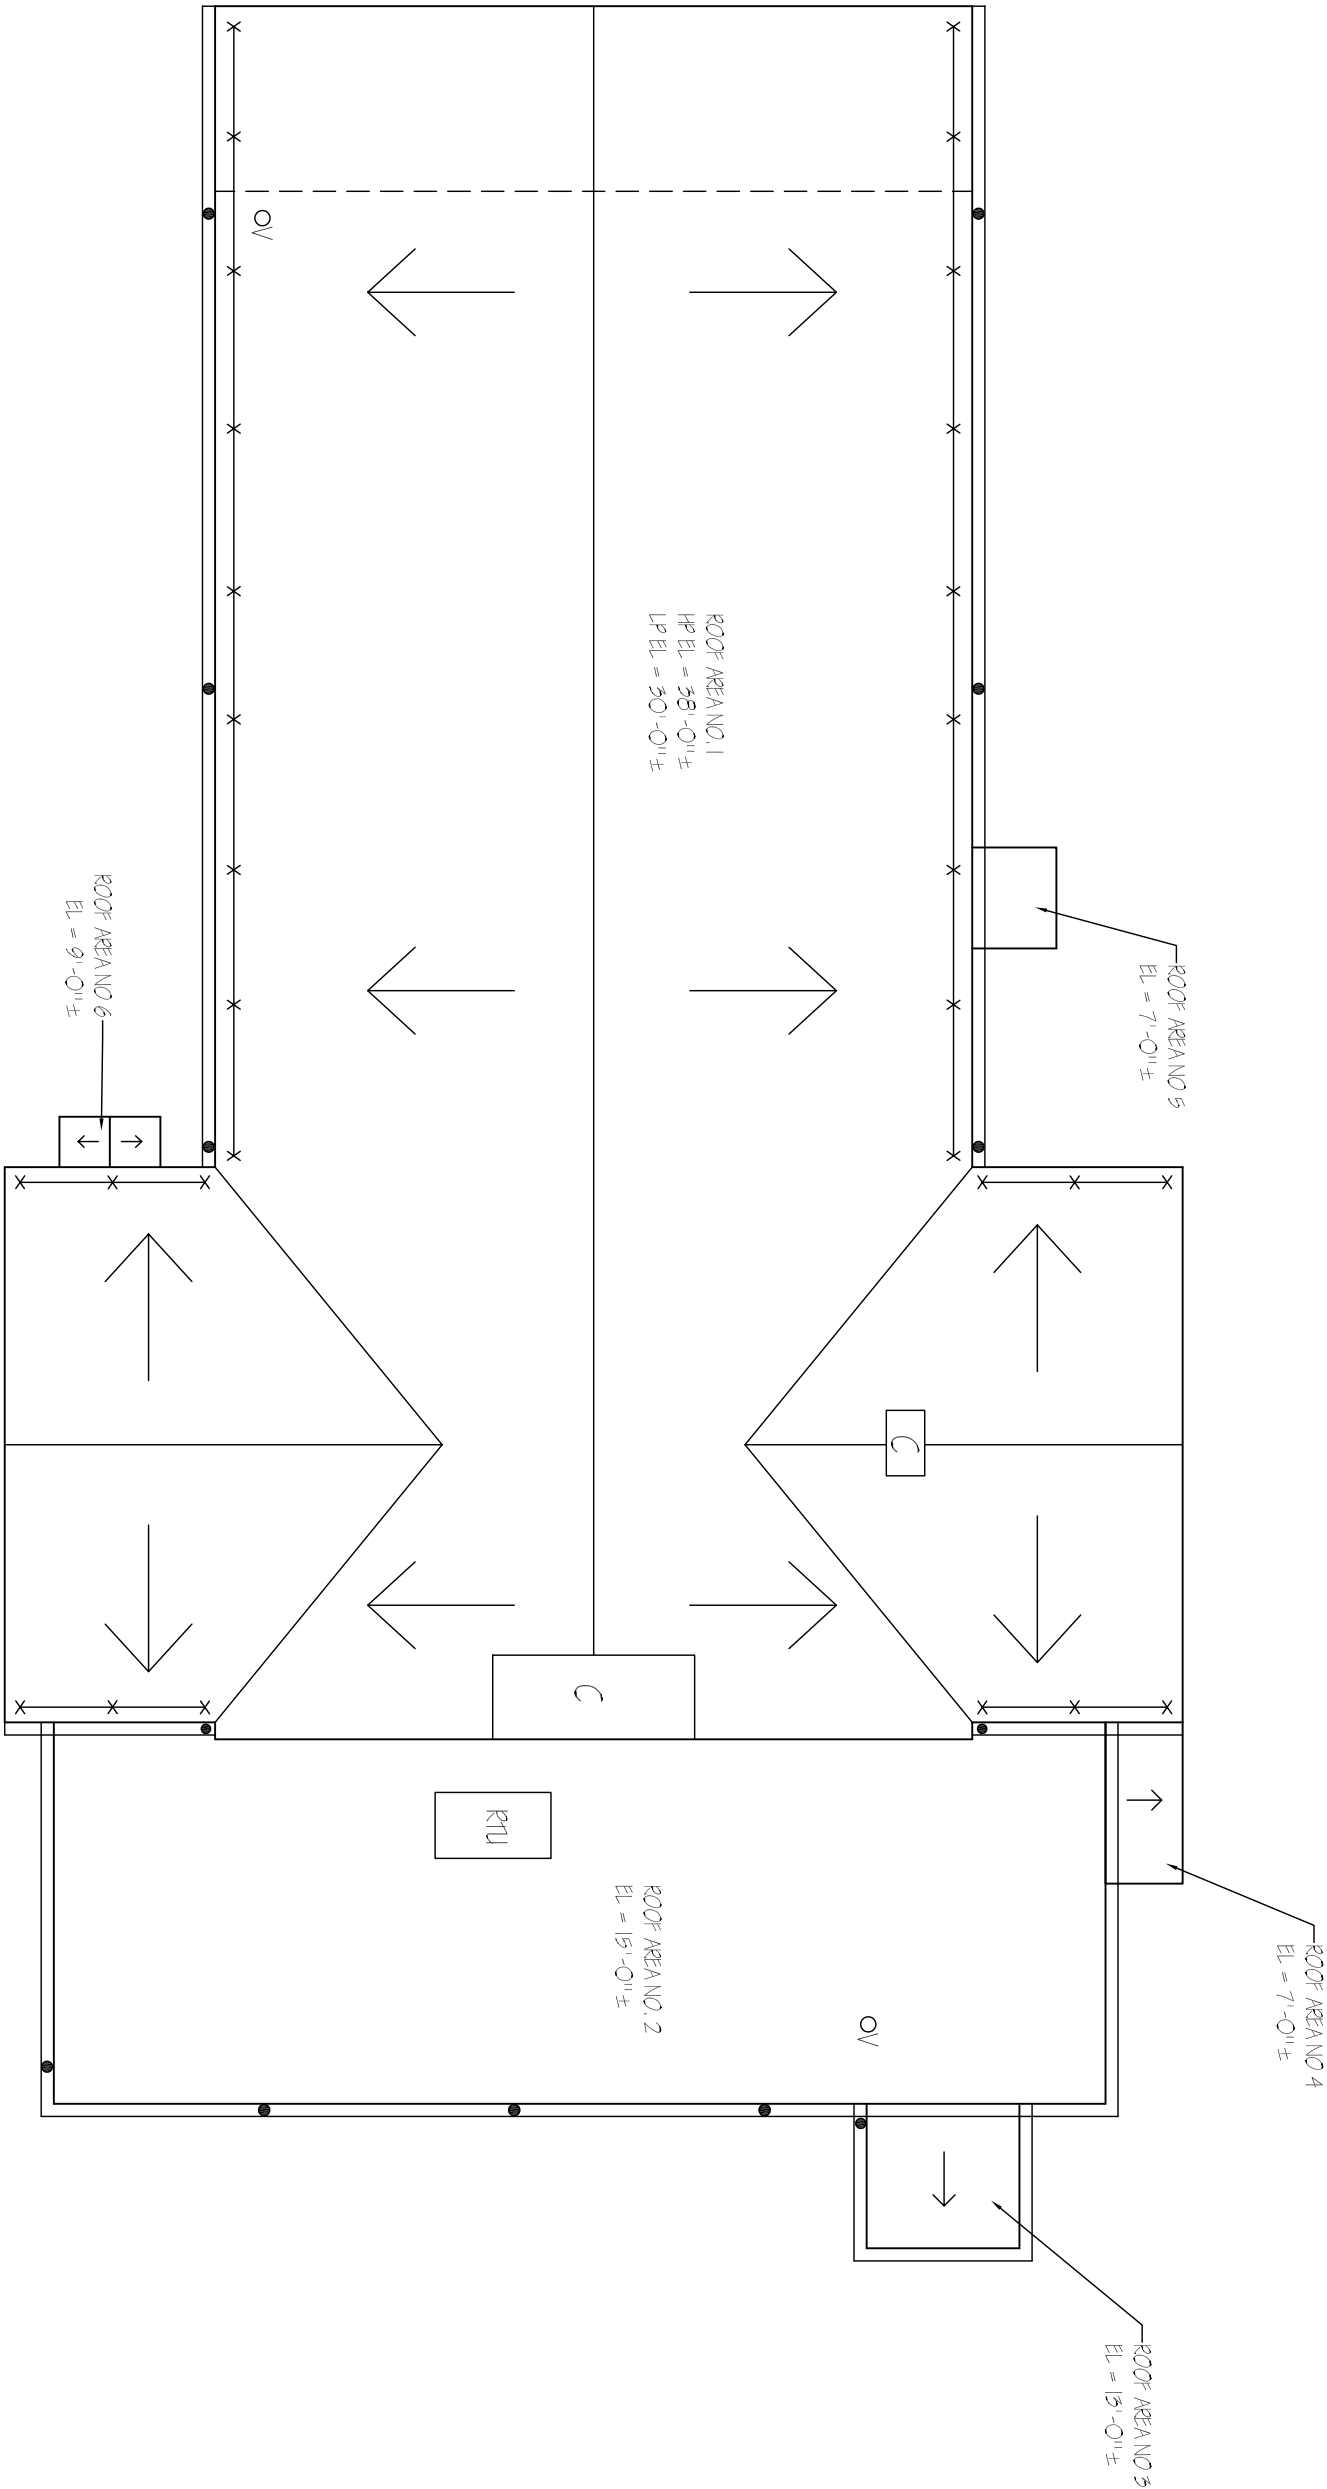 ROOF AREA NO. 1
HP EL = 38'-0"±
LP EL = 30'-0"±
ROOF AREA NO 5
EL = 7'-0"±
ROOF AREA NO 6
EL = 9'-0"±
ROOF AREA NO 4
EL = 7'-0"±
ROOF AREA NO. 2
EL = 15'-0"±
ROOF AREA NO 3
EL = 13'-0"±
V
C
C
RTU
V